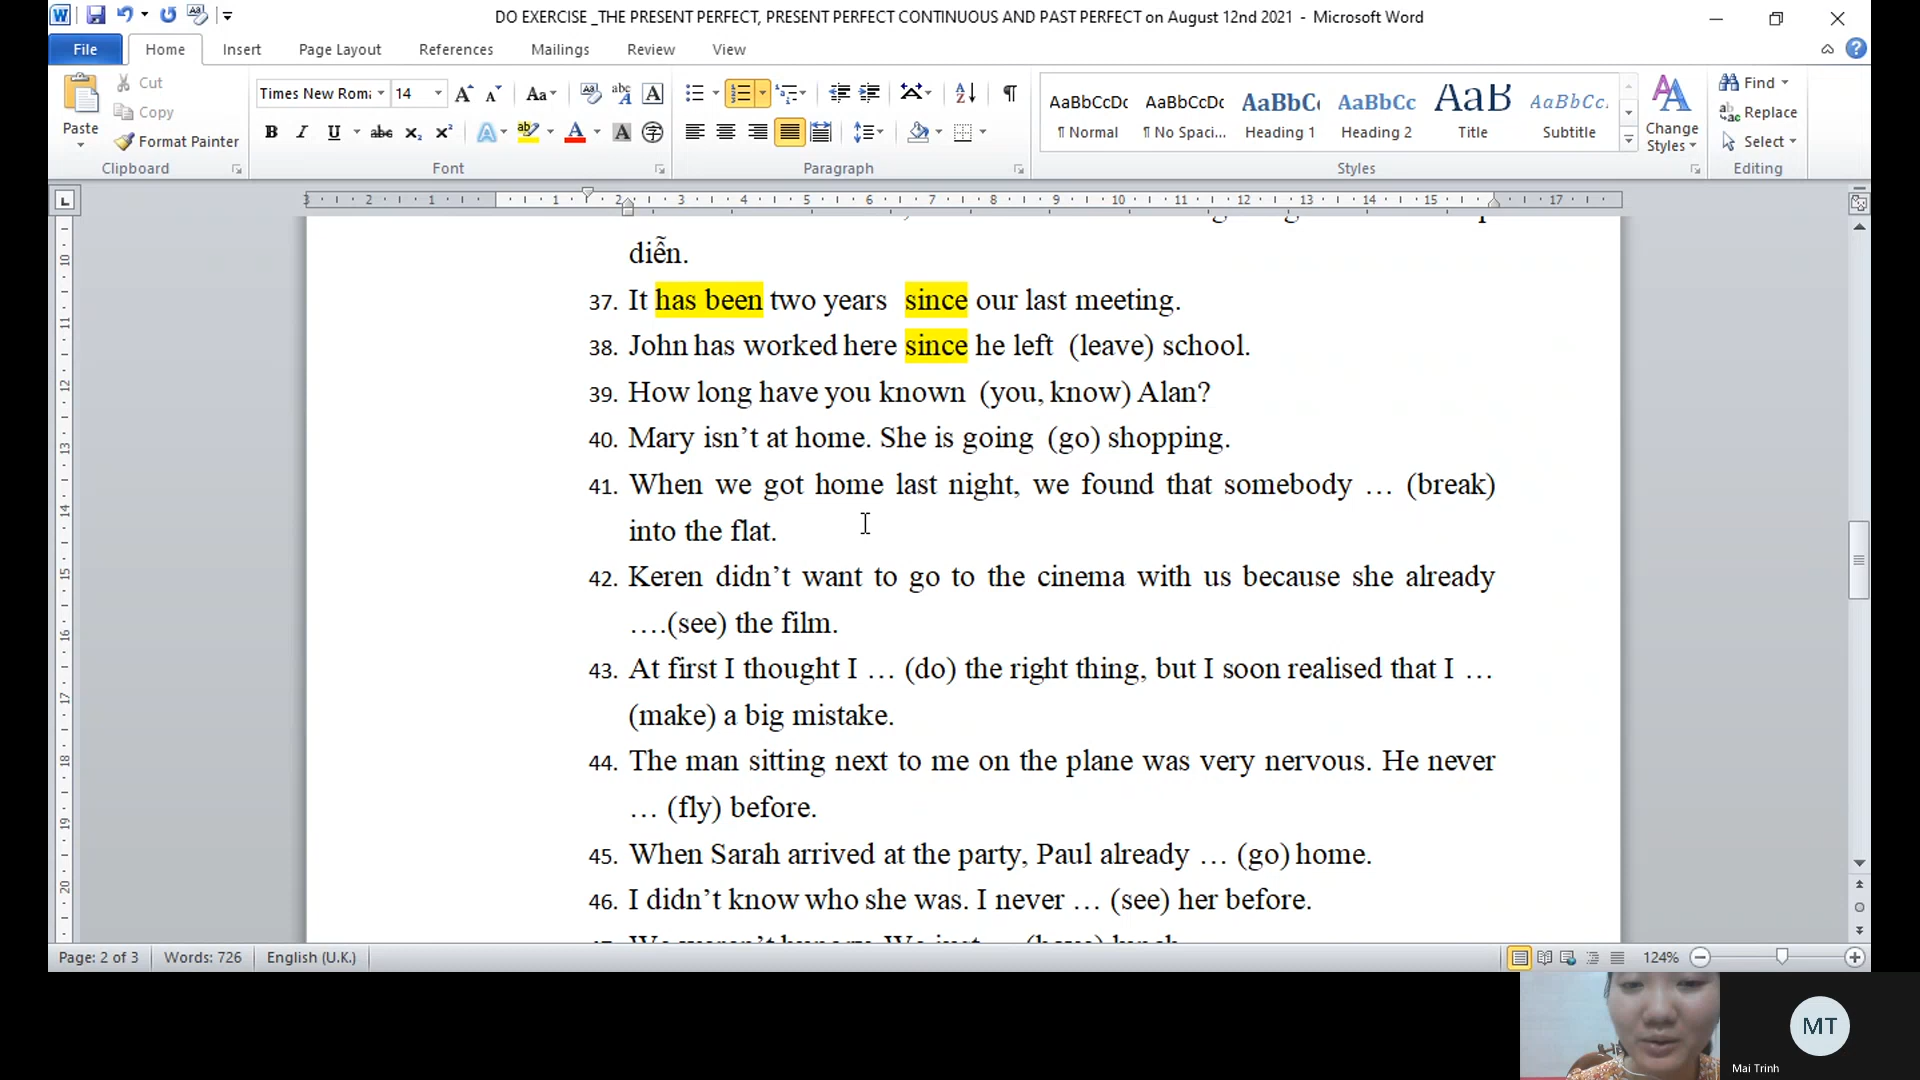 DO EXERCISE _THE PRESENT PERFECT, PRESENT PERFECT CONTINUOUS AND PAST PERFECT on August 12nd 2021 - Microsoft Word
File Home Insert Page Layout References Mailings Review View
Paste
Cut
Copy
Format Painter
Clipboard
Times New Roma 14
Font
Paragraph
AaBbCcDc AaBbCcDc AaBbC AaBbCc AaB AaBbCc.
¶ Normal ¶ No Spaci... Heading 1 Heading 2 Title Subtitle
Styles
Change Styles
Find
Replace
Select
Editing
diễn.
37. It has been two years since our last meeting.
38. John has worked here since he left (leave) school.
39. How long have you known (you, know) Alan?
40. Mary isn’t at home. She is going (go) shopping.
41. When we got home last night, we found that somebody … (break)
into the flat.
42. Keren didn’t want to go to the cinema with us because she already
….(see) the film.
43. At first I thought I … (do) the right thing, but I soon realised that I …
(make) a big mistake.
44. The man sitting next to me on the plane was very nervous. He never
… (fly) before.
45. When Sarah arrived at the party, Paul already … (go) home.
46. I didn’t know who she was. I never … (see) her before.
Page: 2 of 3 Words: 726 English (U.K.) 124%
MT
Mai Trinh